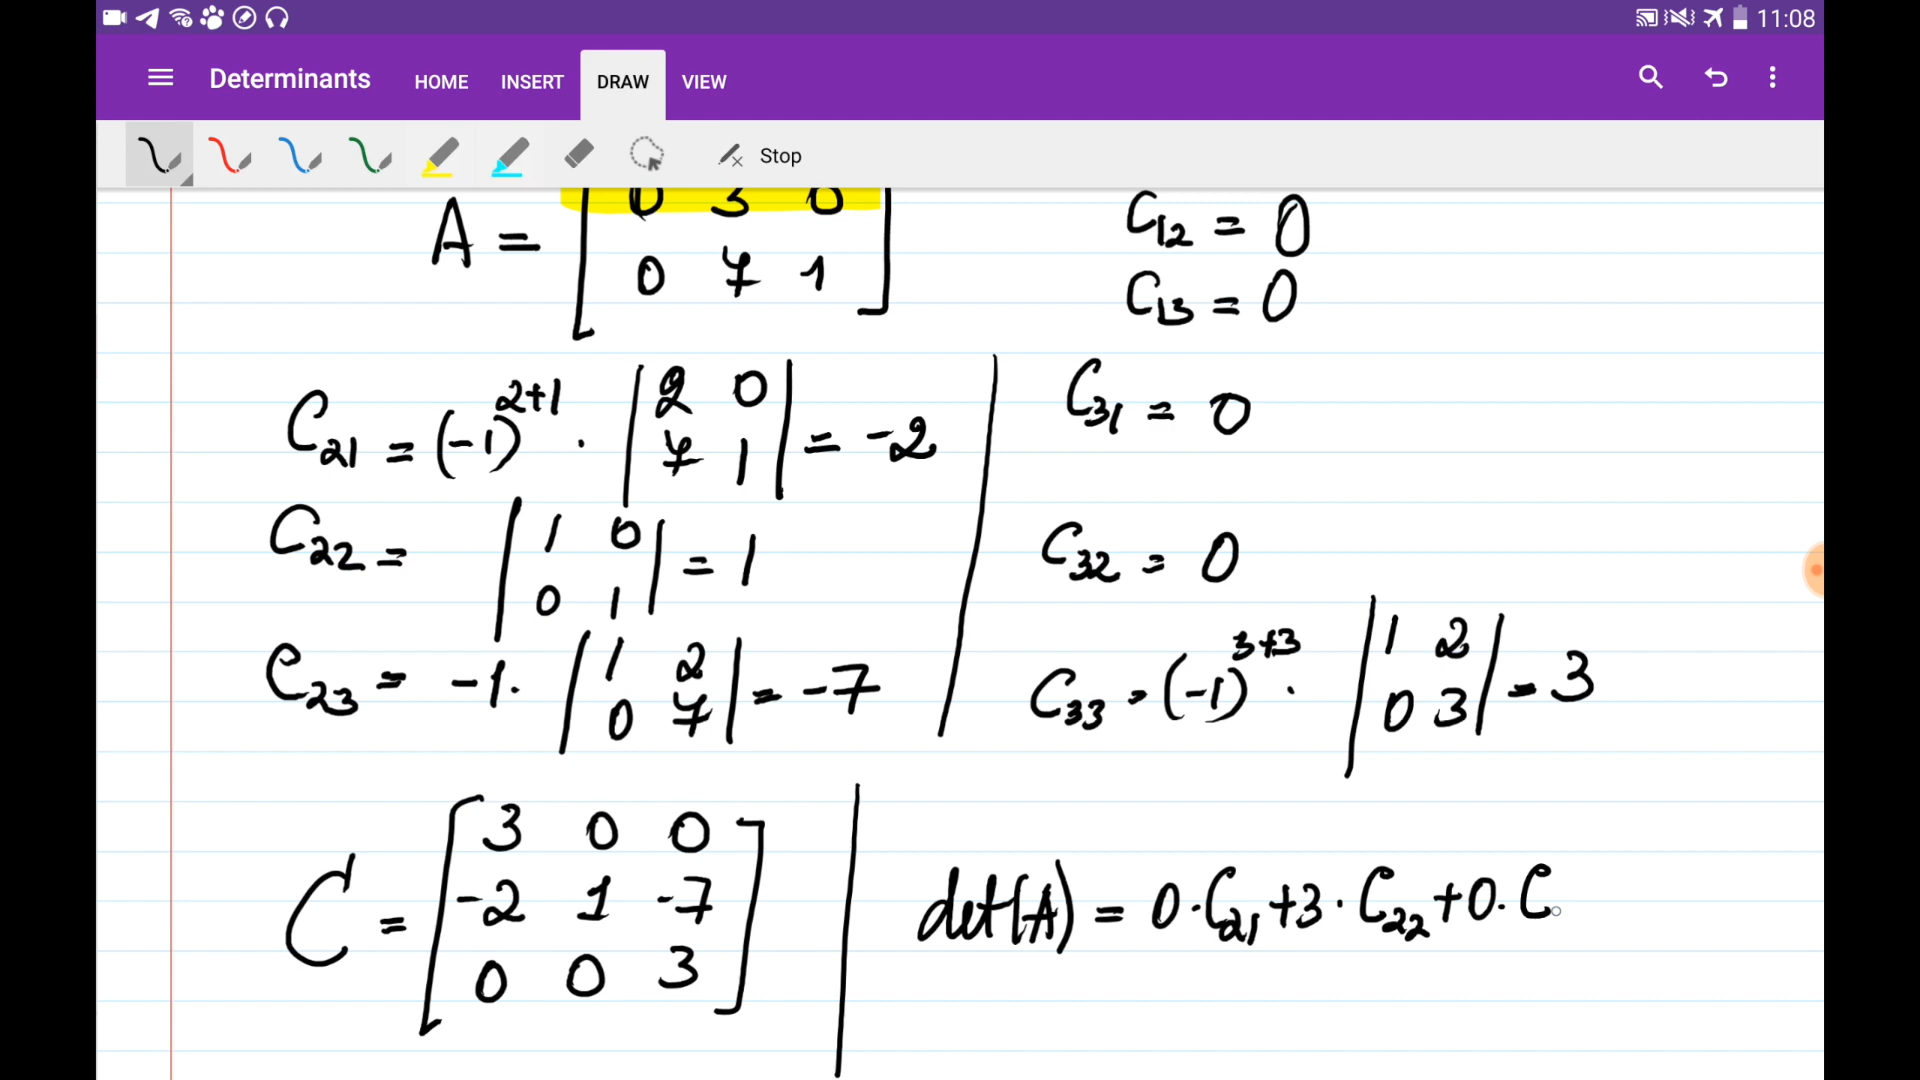 11:08
Determinants HOME INSERT DRAW VIEW
Stop
A = [0 3 0
0 7 1]
C12 = 0
C13 = 0
C21 = (-1)^2+1 · |2 0
7 1| = -2
C22 = |1 0
0 1| = 1
C23 = -1. |1 2
0 7| = -7
C31 = 0
C32 = 0
C33 = (-1)^3+3 · |1 2
0 3| = 3
C = [3 0 0
-2 1 -7
0 0 3]
det(A) = 0·C21+3·C22+0·C